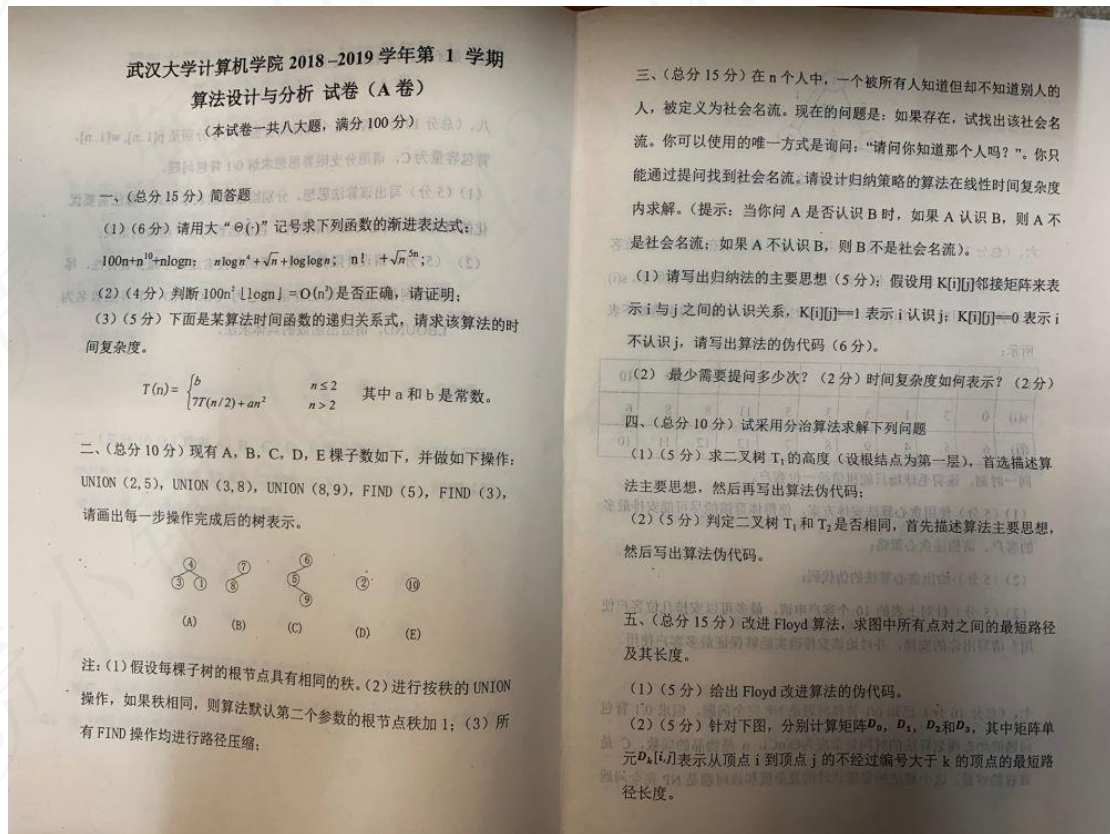 武汉大学计算机学院 2018–2019 学年第 1 学期
算法设计与分析 试卷（A 卷）
（本试卷一共八大题，满分 100 分）
一、（总分 15 分）简答题
（1）（6 分）请用大“Θ(·)”记号求下列函数的渐进表达式：
100n+n¹⁰+nlogn； nlogn⁴+√n+loglogn； n! +√n⁵ⁿ；
（2）（4 分）判断100n²⌊logn⌋=O(n³)是否正确，请证明；
（3）（5 分）下面是某算法时间函数的递归关系式，请求该算法的时
间复杂度。
T(n)= { b n≤2
7T(n/2)+an² n>2 其中 a 和 b 是常数。
二、（总分 10 分）现有 A，B，C，D，E 棵子数如下，并做如下操作：
UNION（2,5），UNION（3,8），UNION（8,9），FIND（5），FIND（3），
请画出每一步操作完成后的树表示。
④ ⑦ ⑥
③ ① ⑧ ⑤ ② ⑩
⑨
(A) (B) (C) (D) (E)
注：（1）假设每棵子树的根节点具有相同的秩。（2）进行按秩的 UNION
操作，如果秩相同，则算法默认第二个参数的根节点秩加 1；（3）所
有 FIND 操作均进行路径压缩；
三、（总分 15 分）在 n 个人中，一个被所有人知道但却不知道别人的
人，被定义为社会名流。现在的问题是：如果存在，试找出该社会名
流。你可以使用的唯一方式是询问：“请问你知道那个人吗？”。你只
能通过提问找到社会名流。请设计归纳策略的算法在线性时间复杂度
内求解。（提示：当你问 A 是否认识 B 时，如果 A 认识 B，则 A 不
是社会名流；如果 A 不认识 B，则 B 不是社会名流）。
（1）请写出归纳法的主要思想（5 分）；假设用 K[i][j]邻接矩阵来表
示 i 与 j 之间的认识关系，K[i][j]==1 表示 i 认识 j；K[i][j]==0 表示 i
不认识 j，请写出算法的伪代码（6 分）。
（2） 最少需要提问多少次？（2 分）时间复杂度如何表示？（2 分）
四、（总分 10 分）试采用分治算法求解下列问题
（1）（5 分）求二叉树 T₁的高度（设根结点为第一层），首选描述算
法主要思想，然后再写出算法伪代码；
（2）（5 分）判定二叉树 T₁和 T₂是否相同，首先描述算法主要思想，
然后写出算法伪代码。
五、（总分 15 分）改进 Floyd 算法，求图中所有点对之间的最短路径
及其长度。
（1）（5 分）给出 Floyd 改进算法的伪代码。
（2）（5 分）针对下图，分别计算矩阵D₀，D₁，D₂和D₃，其中矩阵单
元Dₖ[i,j]表示从顶点 i 到顶点 j 的不经过编号大于 k 的顶点的最短路
径长度。